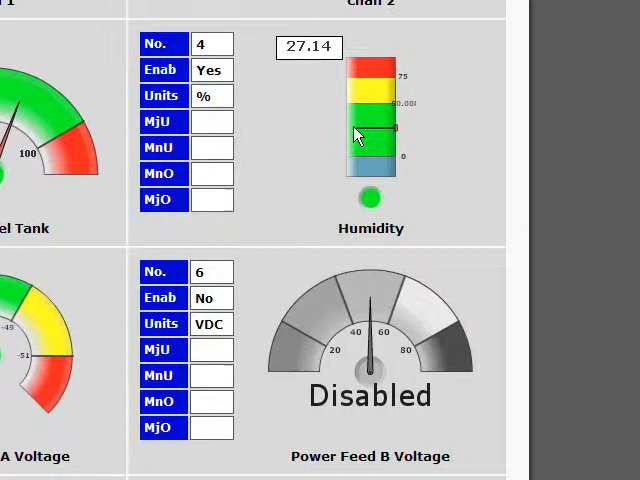 n 1
chan 2
No. 4
Enab Yes
Units %
MjU
MnU
MnO
MjO
27.14
75
50.00
0
Humidity
100
el Tank
No. 6
Enab No
Units VDC
MjU
MnU
MnO
MjO
20
40
60
80
Disabled
Power Feed B Voltage
-49
-51
A Voltage